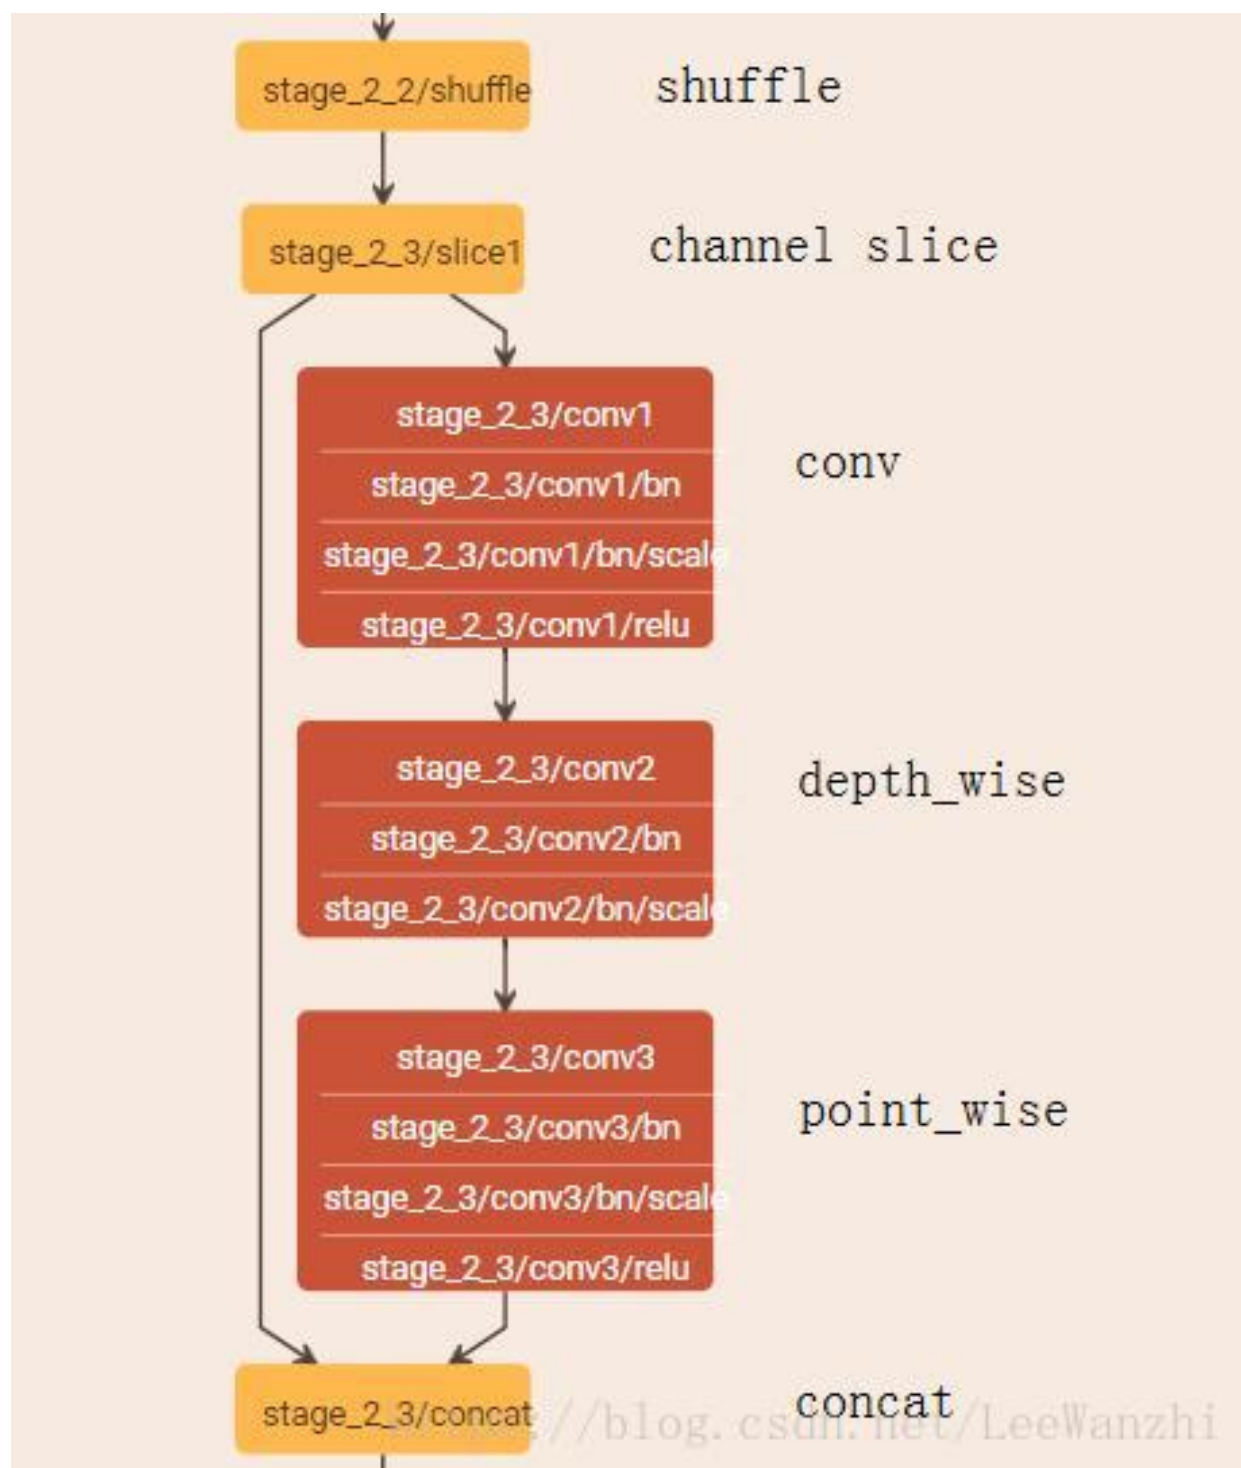 stage_2_2/shuffle shuffle
stage_2_3/slice1 channel slice
stage_2_3/conv1
stage_2_3/conv1/bn
conv
stage_2_3/conv1/bn/scale
stage_2_3/conv1/relu
stage_2_3/conv2
depth_wise
stage_2_3/conv2/bn
stage_2_3/conv2/bn/scale
stage_2_3/conv3
stage_2_3/conv3/bn
point_wise
stage_2_3/conv3/bn/scale
stage_2_3/conv3/relu
stage_2_3/concat concat
//blog.csdn.net/LeeWanzhi